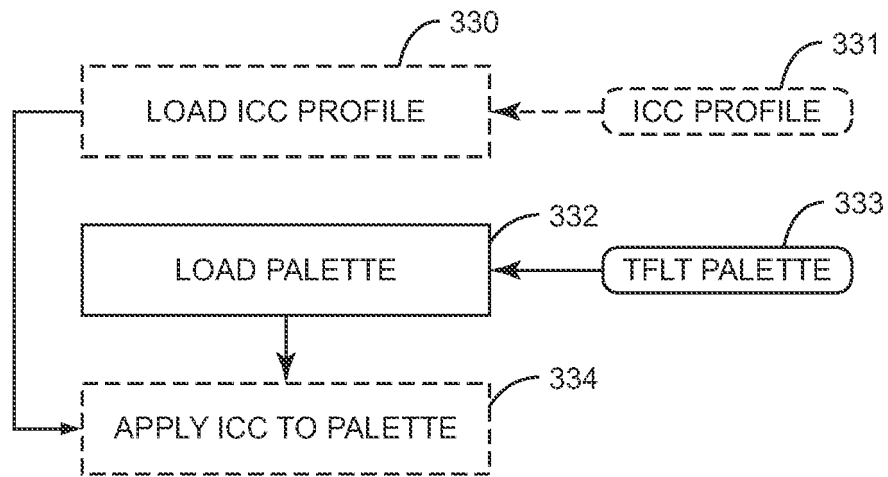 330
331
LOAD ICC PROFILE
ICC PROFILE
332
333
LOAD PALETTE
TFLT PALETTE
334
APPLY ICC TO PALETTE